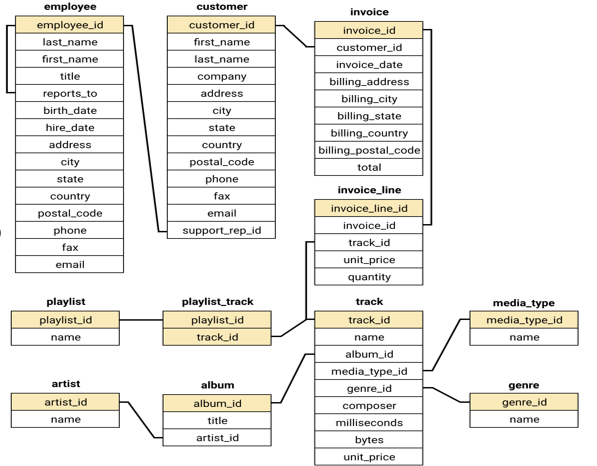 employee
employee_id
last_name
first_name
title
reports_to
birth_date
hire_date
address
city
state
country
postal_code
phone
fax
email
customer
customer_id
first_name
last_name
company
address
city
state
country
postal_code
phone
fax
email
support_rep_id
invoice
invoice_id
customer_id
invoice_date
billing_address
billing_city
billing_state
billing_country
billing_postal_code
total
invoice_line
invoice_line_id
invoice_id
track_id
unit_price
quantity
playlist
playlist_id
name
playlist_track
playlist_id
track_id
track
track_id
name
album_id
media_type_id
genre_id
composer
milliseconds
bytes
unit_price
media_type
media_type_id
name
artist
artist_id
name
album
album_id
title
artist_id
genre
genre_id
name